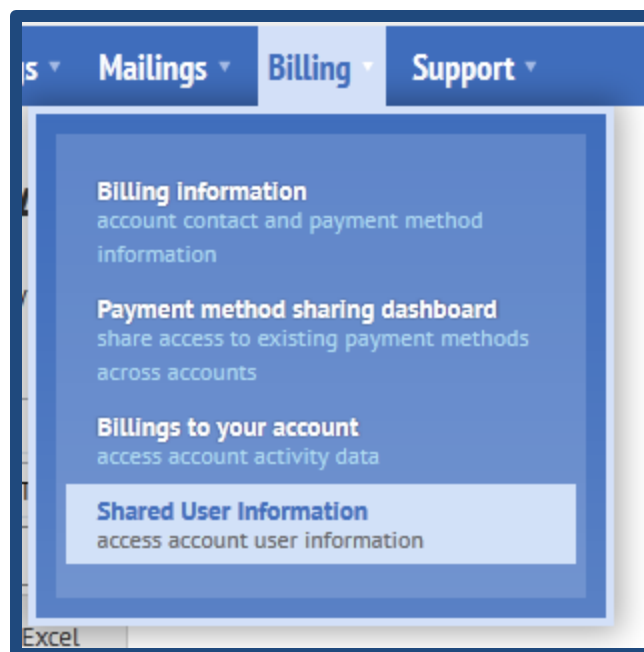 Mailings Billing Support
Billing information
account contact and payment method
information
Payment method sharing dashboard
share access to existing payment methods
across accounts
Billings to your account
access account activity data
Shared User Information
access account user information
Excel